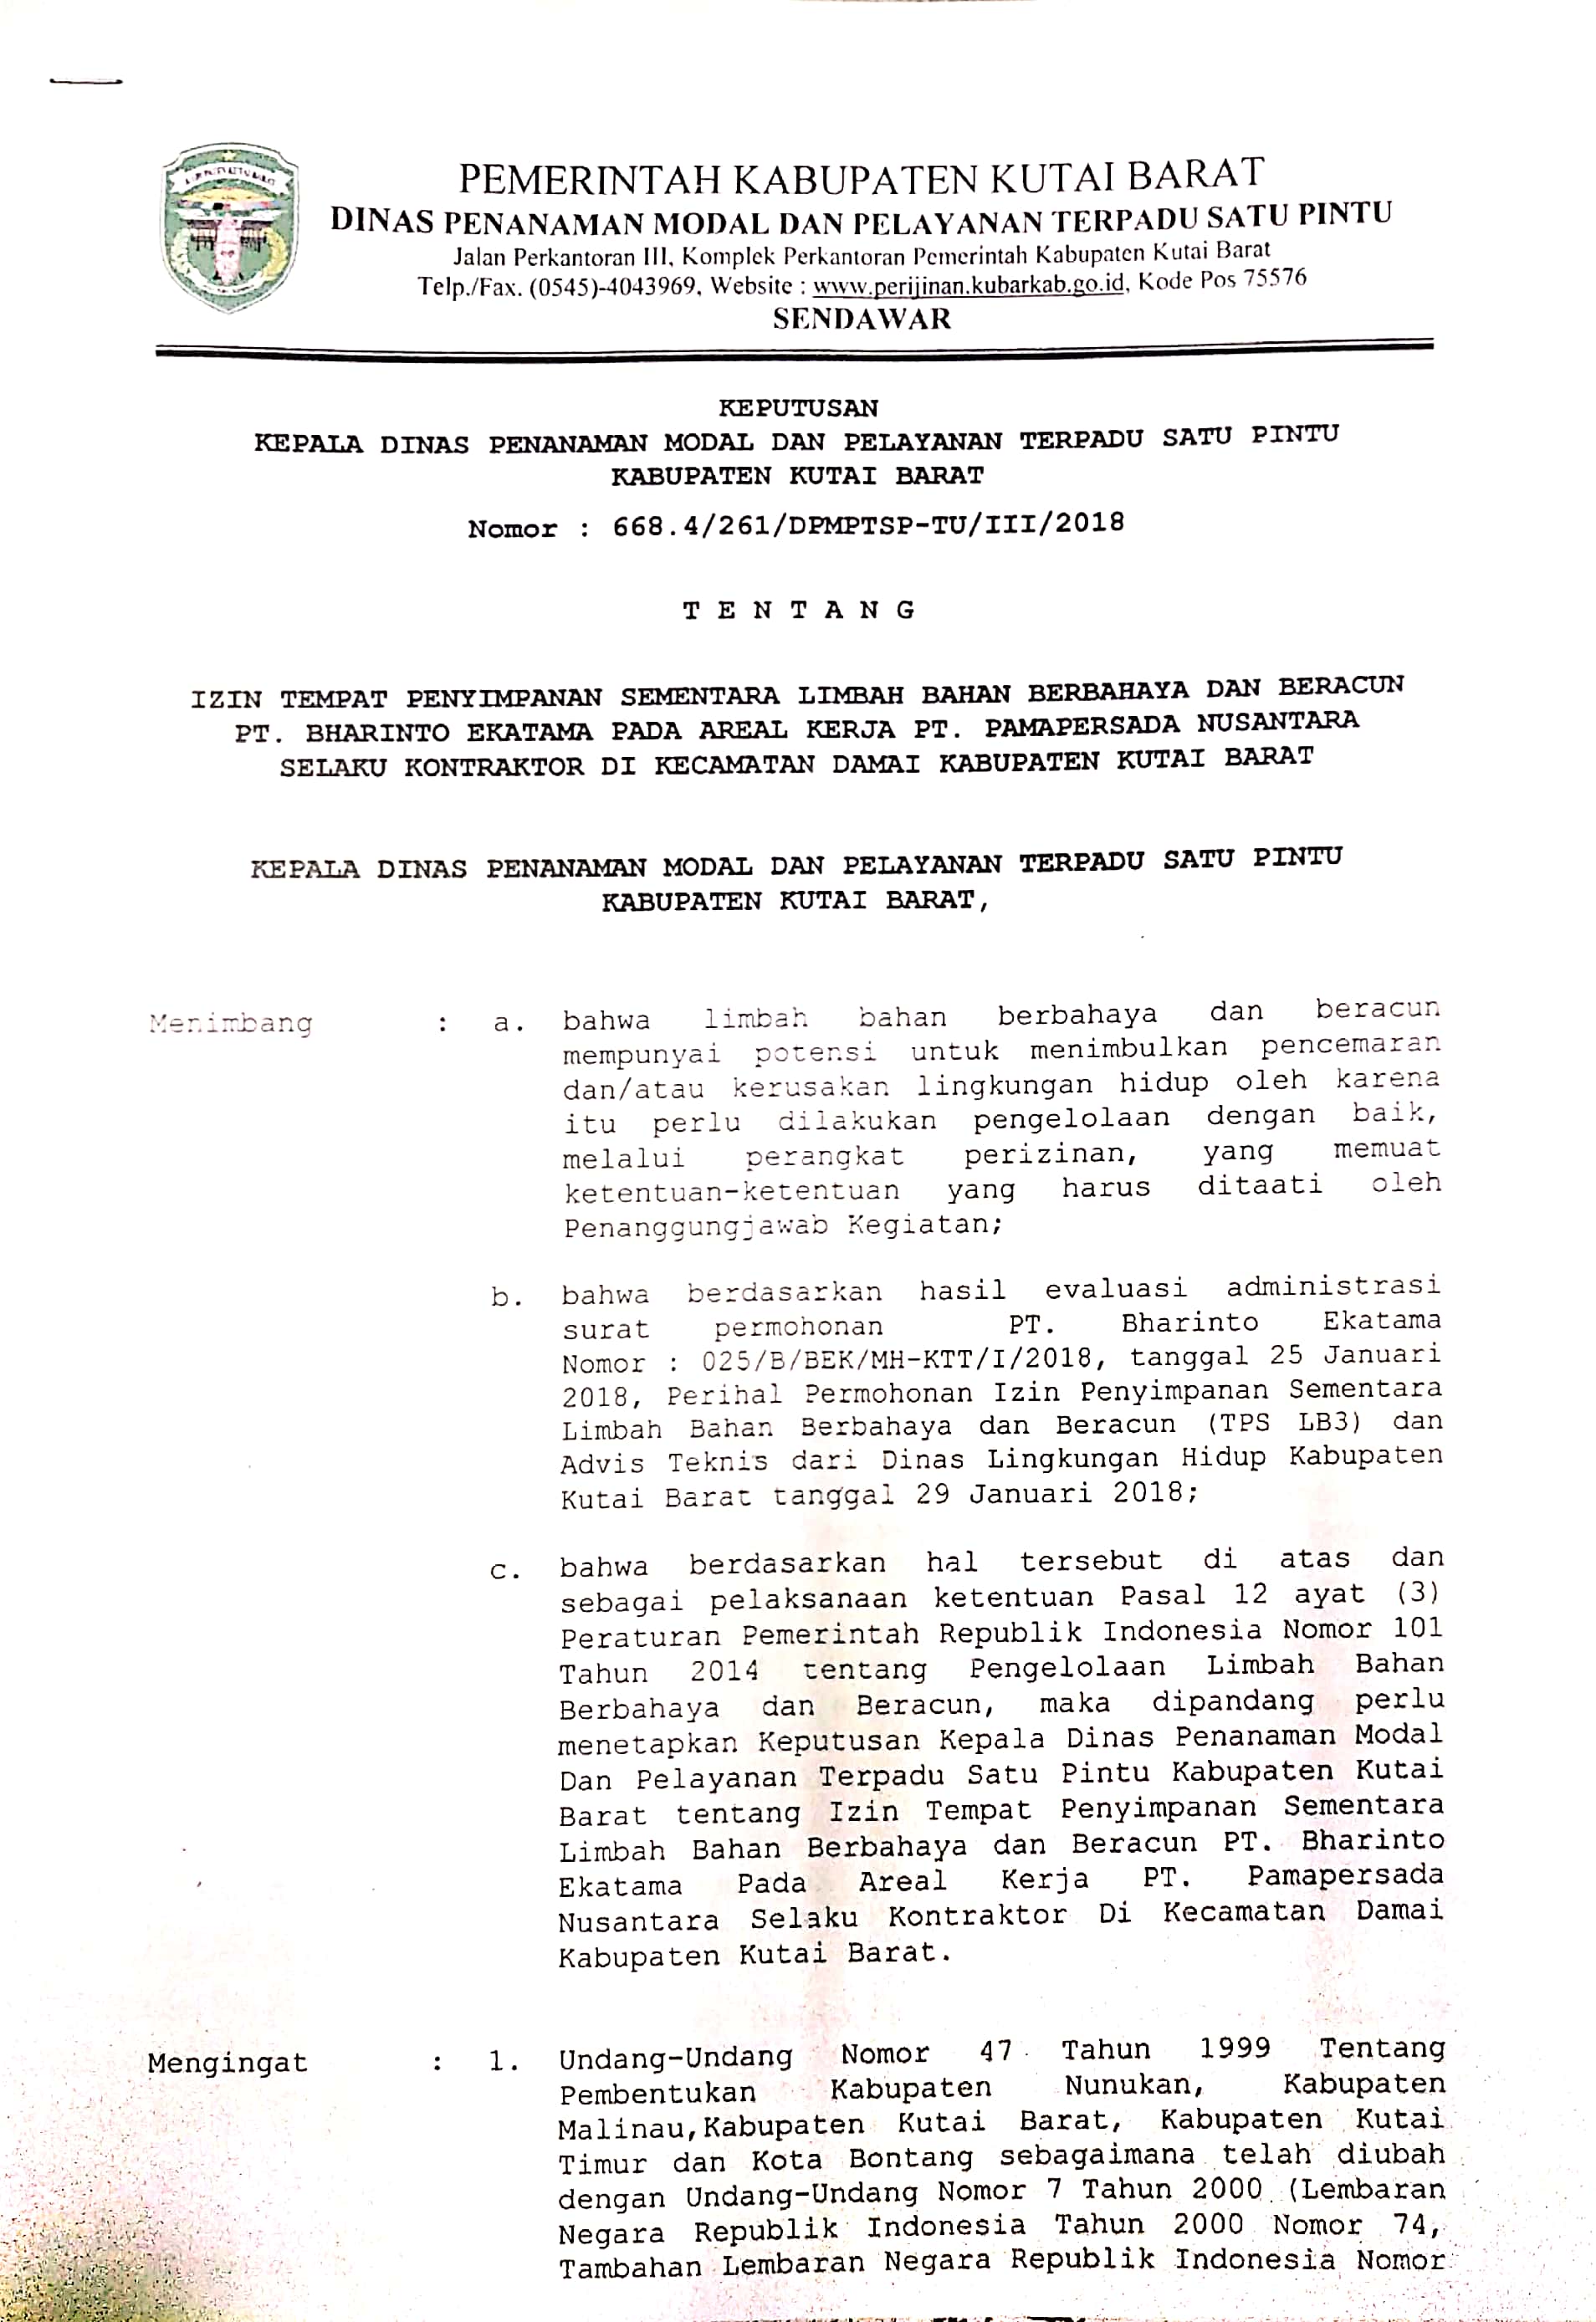 PEMERINTAH KABUPATEN KUTAI BARAT
DINAS PENANAMAN MODAL DAN PELAYANAN TERPADU SATU PINTU
Jalan Perkantoran III, Komplek Perkantoran Pemerintah Kabupaten Kutai Barat
Telp./Fax. (0545)-4043969, Website : www.perijinan.kubarkab.go.id, Kode Pos 75576
SENDAWAR
KEPUTUSAN
KEPALA DINAS PENANAMAN MODAL DAN PELAYANAN TERPADU SATU PINTU
KABUPATEN KUTAI BARAT
Nomor : 668.4/261/DPMPTSP-TU/III/2018
T E N T A N G
IZIN TEMPAT PENYIMPANAN SEMENTARA LIMBAH BAHAN BERBAHAYA DAN BERACUN
PT. BHARINTO EKATAMA PADA AREAL KERJA PT. PAMAPERSADA NUSANTARA
SELAKU KONTRAKTOR DI KECAMATAN DAMAI KABUPATEN KUTAI BARAT
KEPALA DINAS PENANAMAN MODAL DAN PELAYANAN TERPADU SATU PINTU
KABUPATEN KUTAI BARAT,
Menimbang : a. bahwa limbah bahan berbahaya dan beracun
mempunyai potensi untuk menimbulkan pencemaran
dan/atau kerusakan lingkungan hidup oleh karena
itu perlu dilakukan pengelolaan dengan baik,
melalui perangkat perizinan, yang memuat
ketentuan-ketentuan yang harus ditaati oleh
Penanggungjawab Kegiatan;
b. bahwa berdasarkan hasil evaluasi administrasi
surat permohonan PT. Bharinto Ekatama
Nomor : 025/B/BEK/MH-KTT/I/2018, tanggal 25 Januari
2018, Perihal Permohonan Izin Penyimpanan Sementara
Limbah Bahan Berbahaya dan Beracun (TPS LB3) dan
Advis Teknis dari Dinas Lingkungan Hidup Kabupaten
Kutai Barat tanggal 29 Januari 2018;
c. bahwa berdasarkan hal tersebut di atas dan
sebagai pelaksanaan ketentuan Pasal 12 ayat (3)
Peraturan Pemerintah Republik Indonesia Nomor 101
Tahun 2014 tentang Pengelolaan Limbah Bahan
Berbahaya dan Beracun, maka dipandang perlu
menetapkan Keputusan Kepala Dinas Penanaman Modal
Dan Pelayanan Terpadu Satu Pintu Kabupaten Kutai
Barat tentang Izin Tempat Penyimpanan Sementara
Limbah Bahan Berbahaya dan Beracun PT. Bharinto
Ekatama Pada Areal Kerja PT. Pamapersada
Nusantara Selaku Kontraktor Di Kecamatan Damai
Kabupaten Kutai Barat.
Mengingat : 1. Undang-Undang Nomor 47 Tahun 1999 Tentang
Pembentukan Kabupaten Nunukan, Kabupaten
Malinau,Kabupaten Kutai Barat, Kabupaten Kutai
Timur dan Kota Bontang sebagaimana telah diubah
dengan Undang-Undang Nomor 7 Tahun 2000 (Lembaran
Negara Republik Indonesia Tahun 2000 Nomor 74,
Tambahan Lembaran Negara Republik Indonesia Nomor